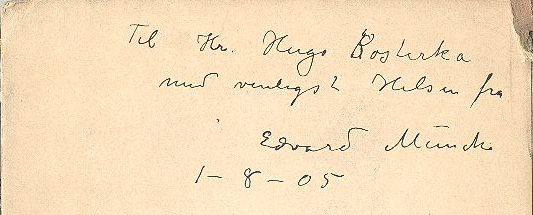 Til Hr. Hugo Kosterka
med venligst Hilsen fra
Edvard Munch
1 - 8 - 05